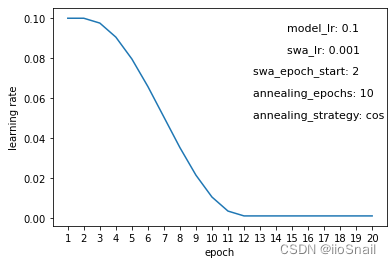 0.10
0.08
0.06
0.04
0.02
0.00
learning rate
model_lr: 0.1
swa_lr: 0.001
swa_epoch_start: 2
annealing_epochs: 10
annealing_strategy: cos
1 2 3 4 5 6 7 8 9 10 11 12 13 14 15 16 17 18 19 20
epoch
CSDN @iioSnail